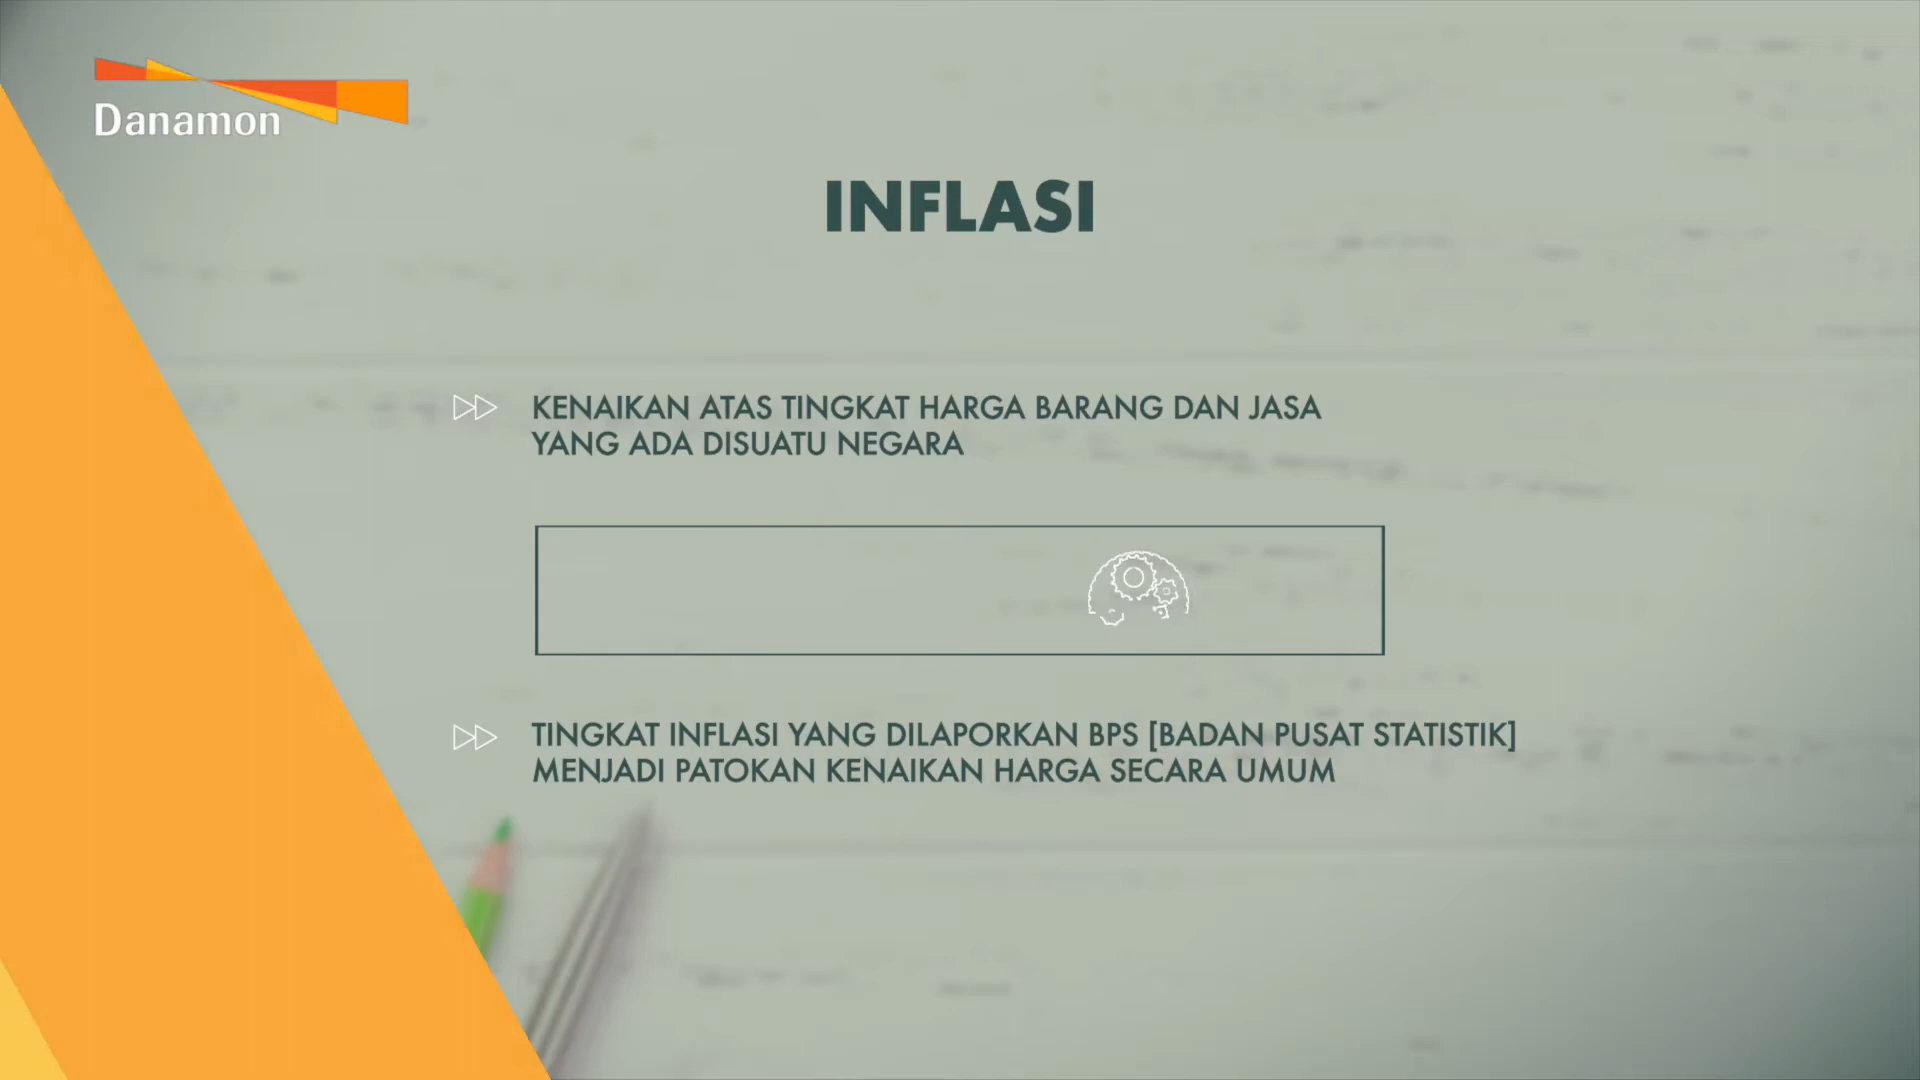 Danamon
INFLASI
KENAIKAN ATAS TINGKAT HARGA BARANG DAN JASA
YANG ADA DISUATU NEGARA
TINGKAT INFLASI YANG DILAPORKAN BPS [BADAN PUSAT STATISTIK]
MENJADI PATOKAN KENAIKAN HARGA SECARA UMUM